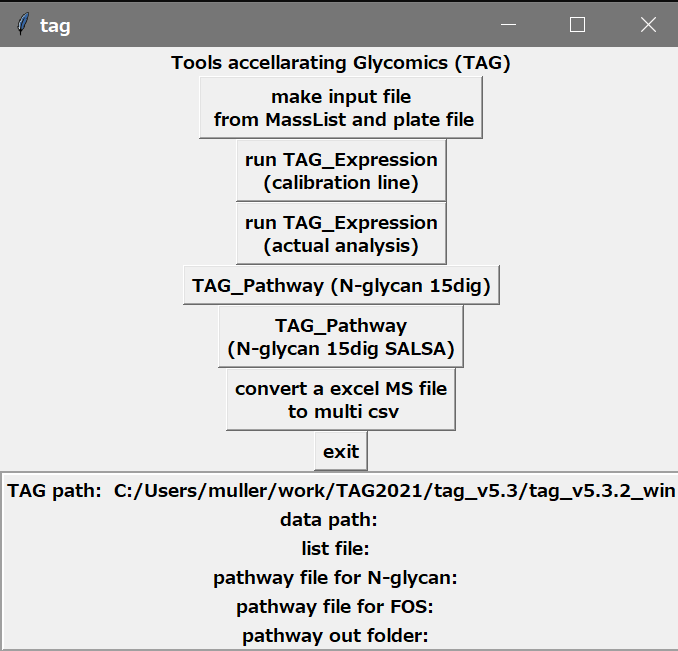 tag
Tools accellarating Glycomics (TAG)
make input file
from MassList and plate file
run TAG_Expression
(calibration line)
run TAG_Expression
(actual analysis)
TAG_Pathway (N-glycan 15dig)
TAG_Pathway
(N-glycan 15dig SALSA)
convert a excel MS file
to multi csv
exit
TAG path:  C:/Users/muller/work/TAG2021/tag_v5.3/tag_v5.3.2_win
data path:
list file:
pathway file for N-glycan:
pathway file for FOS:
pathway out folder: